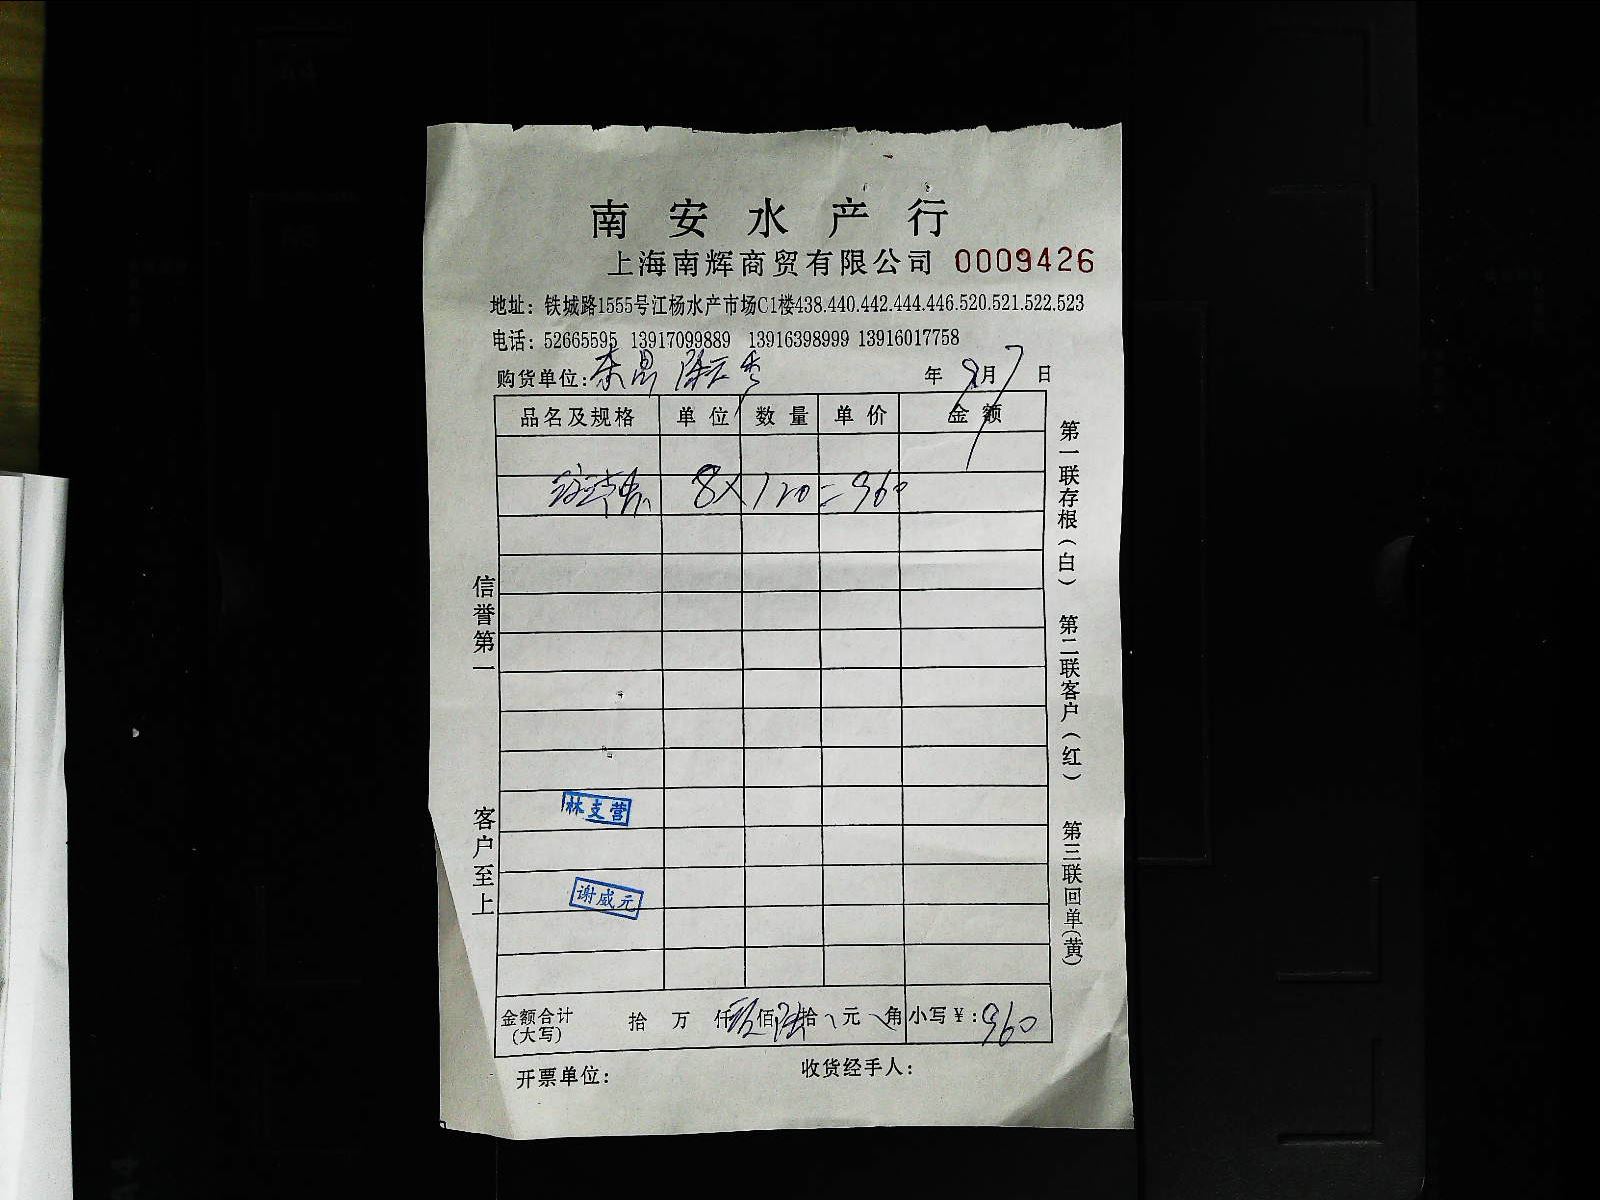 南安水产行
上海南辉商贸有限公司 0009426
地址：铁城路1555号江杨水产市场C1楼438.440.442.444.446.520.521.522.523
电话：52665595 13917099889 13916398999 13916017758
购货单位： 年 9月7日
品名及规格 单位 数量 单价 金额
8×120=960
信誉第一
客户至上
林支营
谢威元
第一联存根（白） 第二联客户（红） 第三联回单（黄）
金额合计（大写） 拾 万 仟玖佰陆拾 元 角 小写￥：960
开票单位： 收货经手人：